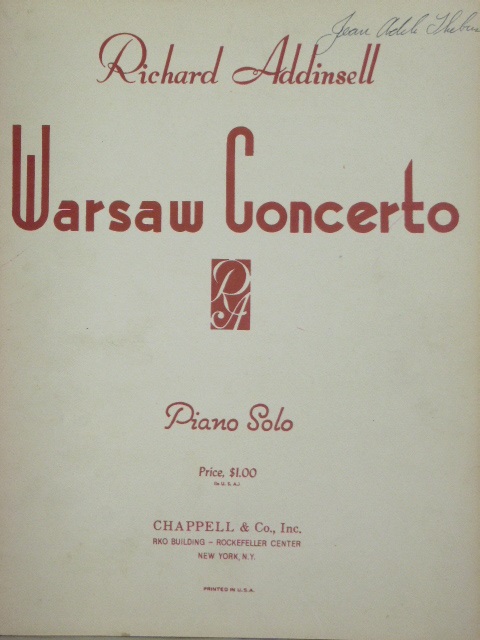 Jean Adele
Richard Addinsell
Warsaw Concerto
RA
Piano Solo
Price, $1.00
(In U. S. A.)
CHAPPELL & Co., Inc.
RKO BUILDING – ROCKEFELLER CENTER
NEW YORK, N.Y.
PRINTED IN U.S.A.